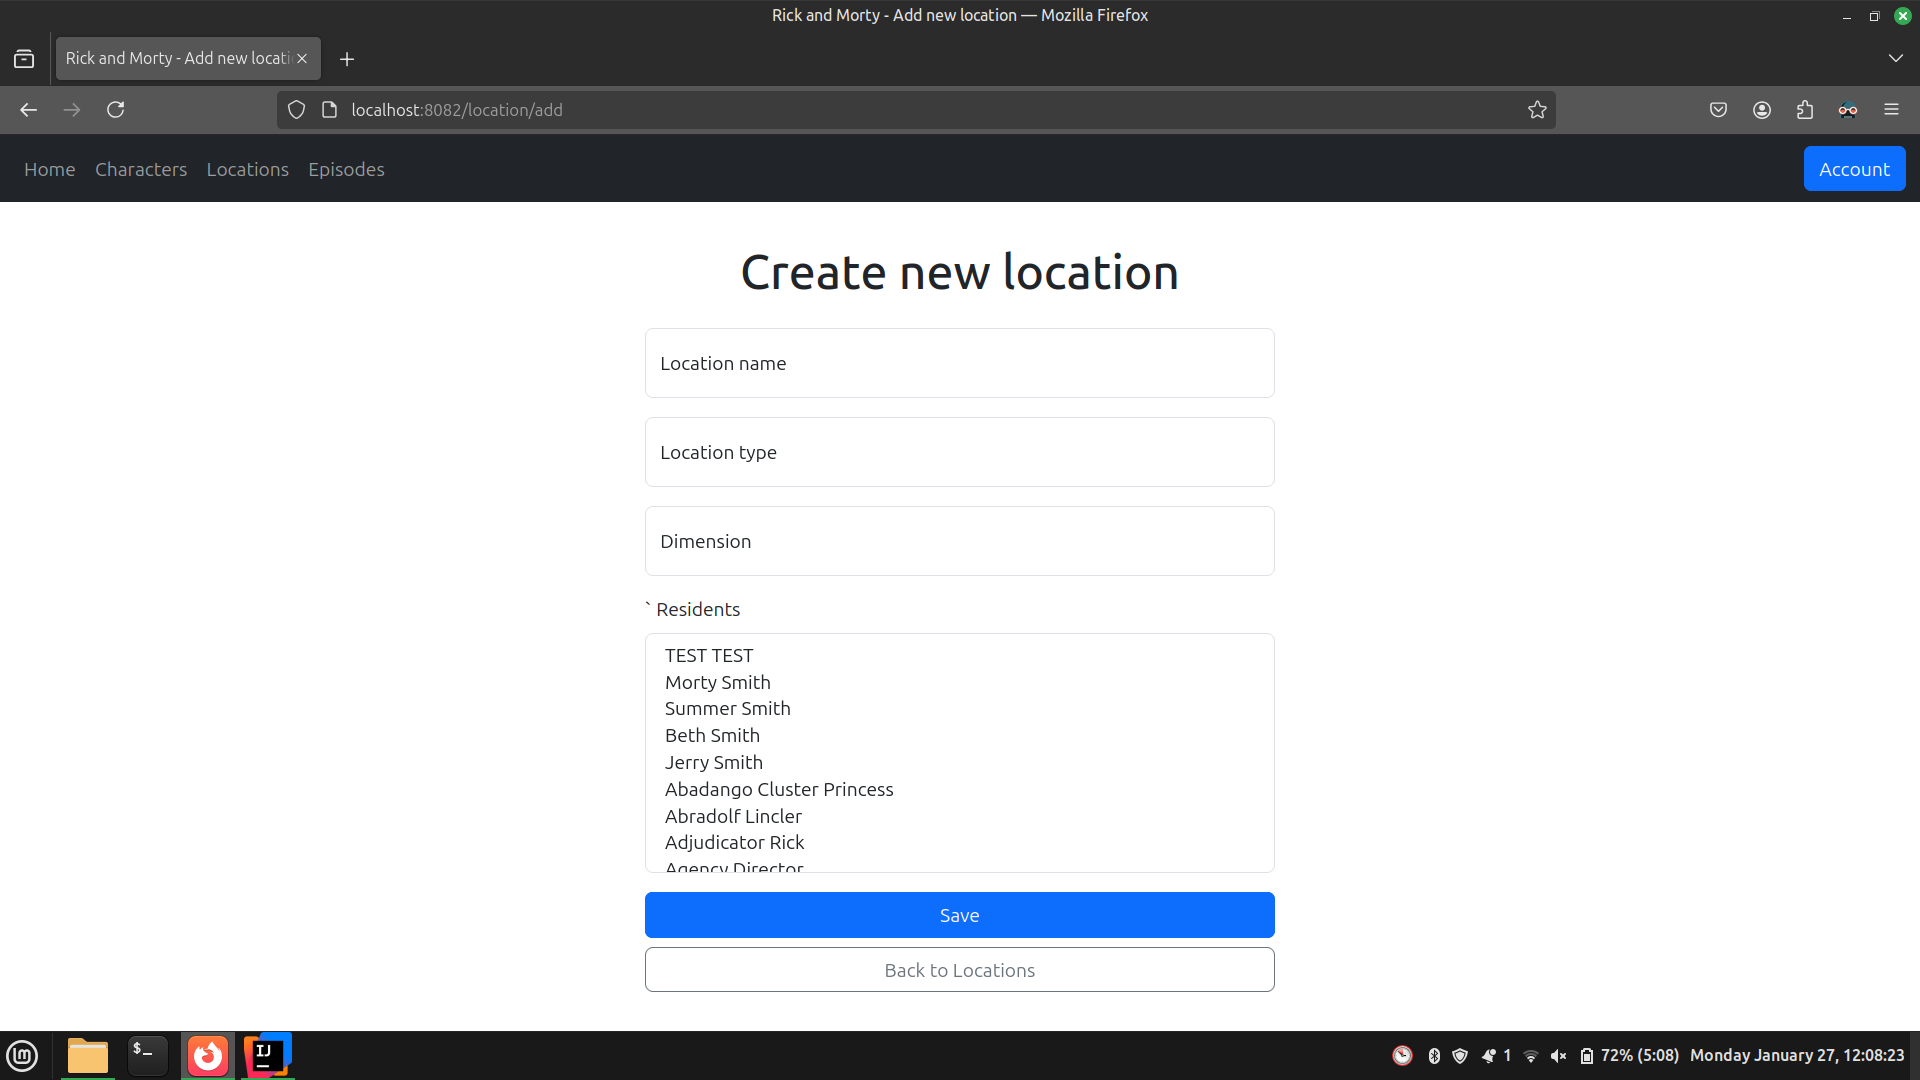 Rick and Morty - Add new location — Mozilla Firefox
Rick and Morty - Add new locati
localhost:8082/location/add
Home Characters Locations Episodes Account
Create new location
Location name
Location type
Dimension
` Residents
TEST TEST
Morty Smith
Summer Smith
Beth Smith
Jerry Smith
Abadango Cluster Princess
Abradolf Lincler
Adjudicator Rick
Agency Director
Save
Back to Locations
$_ IJ 1 72% (5:08) Monday January 27, 12:08:23